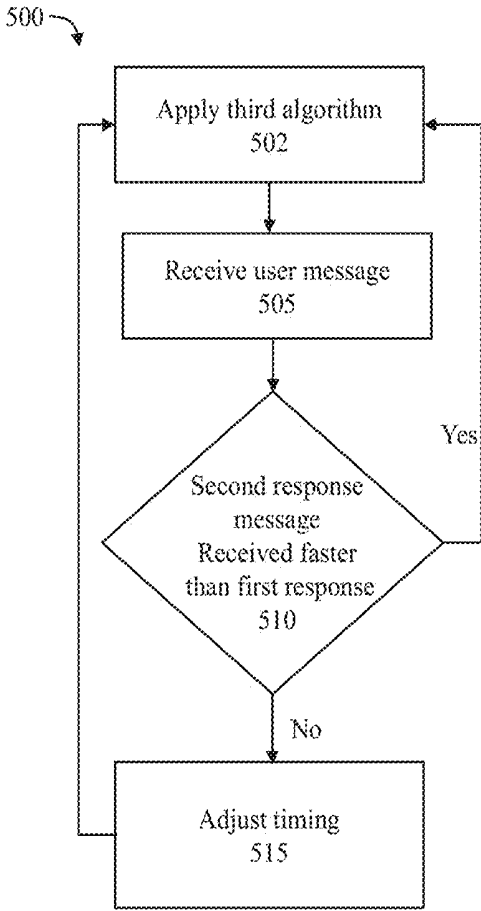 500
Apply third algorithm
502
Receive user message
505
Yes
Second response
message
Received faster
than first response
510
No
Adjust timing
515